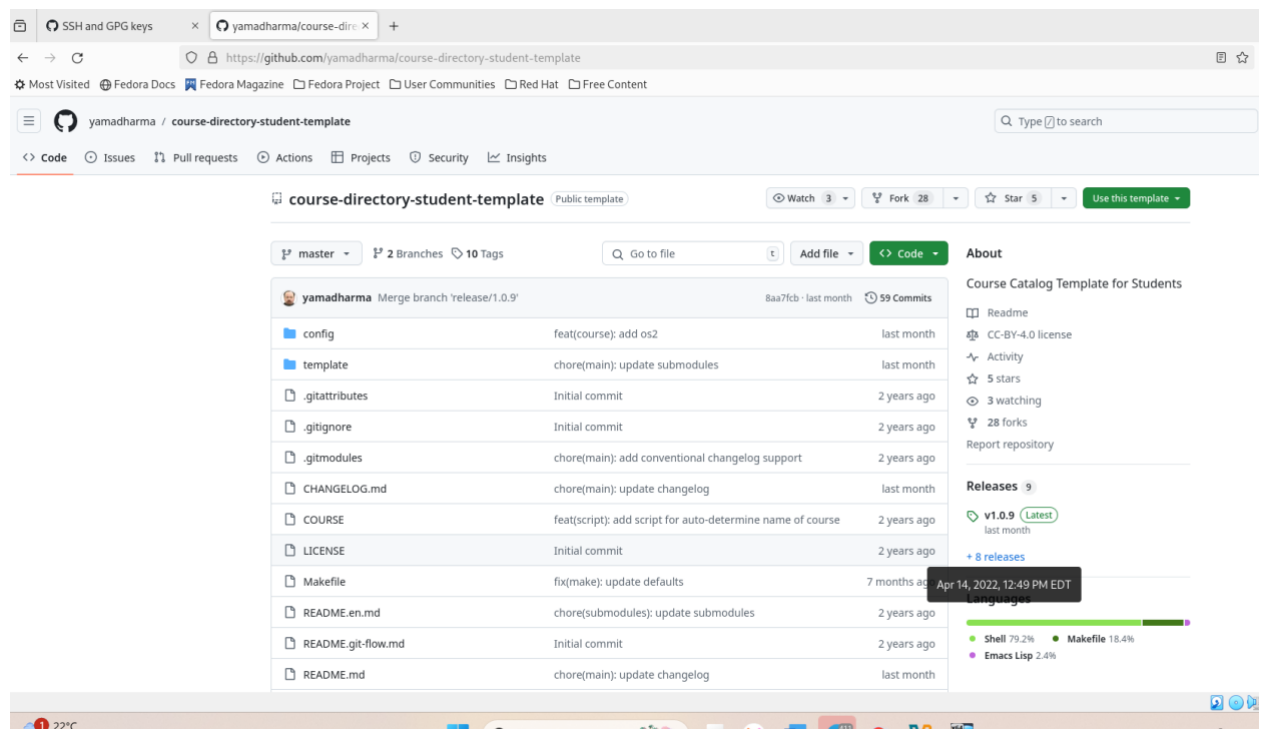 SSH and GPG keys × yamadharma/course-dire × +
https://github.com/yamadharma/course-directory-student-template
Most Visited Fedora Docs Fedora Magazine Fedora Project User Communities Red Hat Free Content
yamadharma / course-directory-student-template Type / to search
Code Issues Pull requests Actions Projects Security Insights
course-directory-student-template Public template Watch 3 Fork 28 Star 5 Use this template
master 2 Branches 10 Tags Go to file t Add file <> Code
yamadharma Merge branch 'release/1.0.9' 8aa7fcb · last month 59 Commits
config feat(course): add os2 last month
template chore(main): update submodules last month
.gitattributes Initial commit 2 years ago
.gitignore Initial commit 2 years ago
.gitmodules chore(main): add conventional changelog support 2 years ago
CHANGELOG.md chore(main): update changelog last month
COURSE feat(script): add script for auto-determine name of course 2 years ago
LICENSE Initial commit 2 years ago
Makefile fix(make): update defaults 7 months ag
README.en.md chore(submodules): update submodules 2 years ago
README.git-flow.md Initial commit 2 years ago
README.md chore(main): update changelog last month
About
Course Catalog Template for Students
Readme
CC-BY-4.0 license
Activity
5 stars
3 watching
28 forks
Report repository
Releases 9
v1.0.9 Latest
last month
+ 8 releases
Apr 14, 2022, 12:49 PM EDT
Languages
Shell 79.2% Makefile 18.4%
Emacs Lisp 2.4%
1 22°C